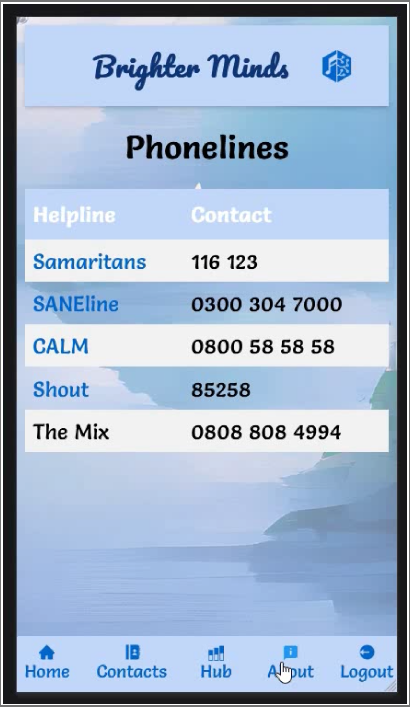 Brighter Minds
Phonelines
Helpline Contact
Samaritans 116 123
SANEline 0300 304 7000
CALM 0800 58 58 58
Shout 85258
The Mix 0808 808 4994
Home Contacts Hub About Logout